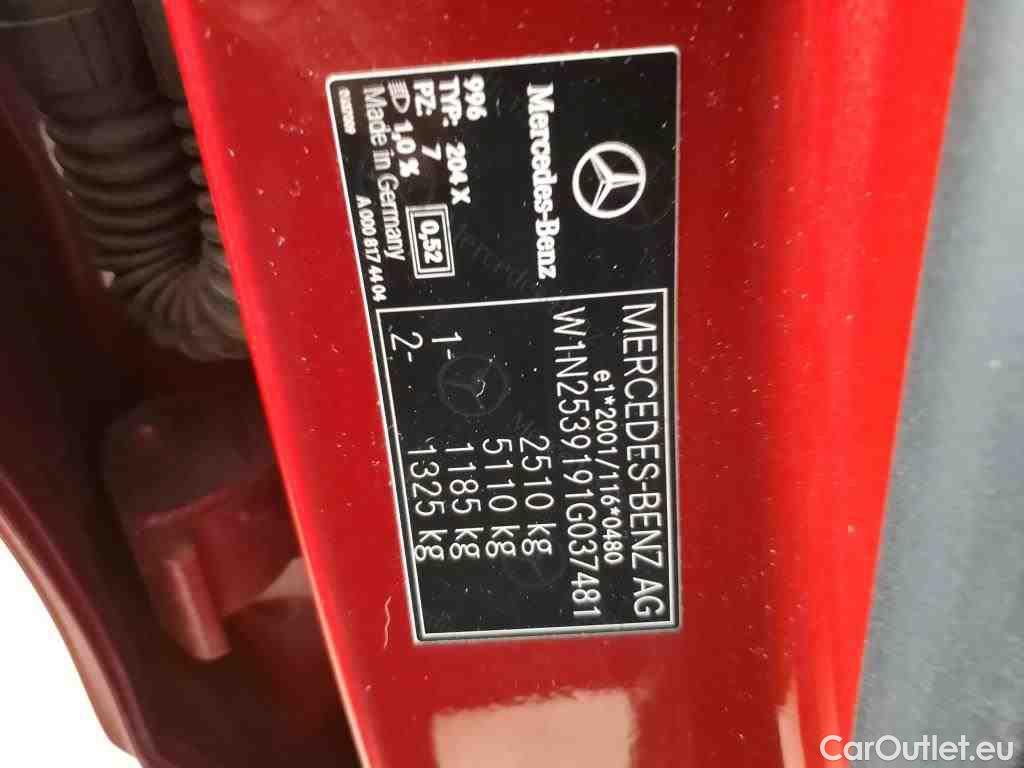 Mercedes-Benz
996
TYP: 204 X
PZ: 7 0,52
1,0 %
Made in Germany
A 000 817 44 04
MERCEDES-BENZ AG
e1*2001/116*0480
W1N2539191G037481
2510 kg
5110 kg
1- 1185 kg
2- 1325 kg
CarOutlet.eu